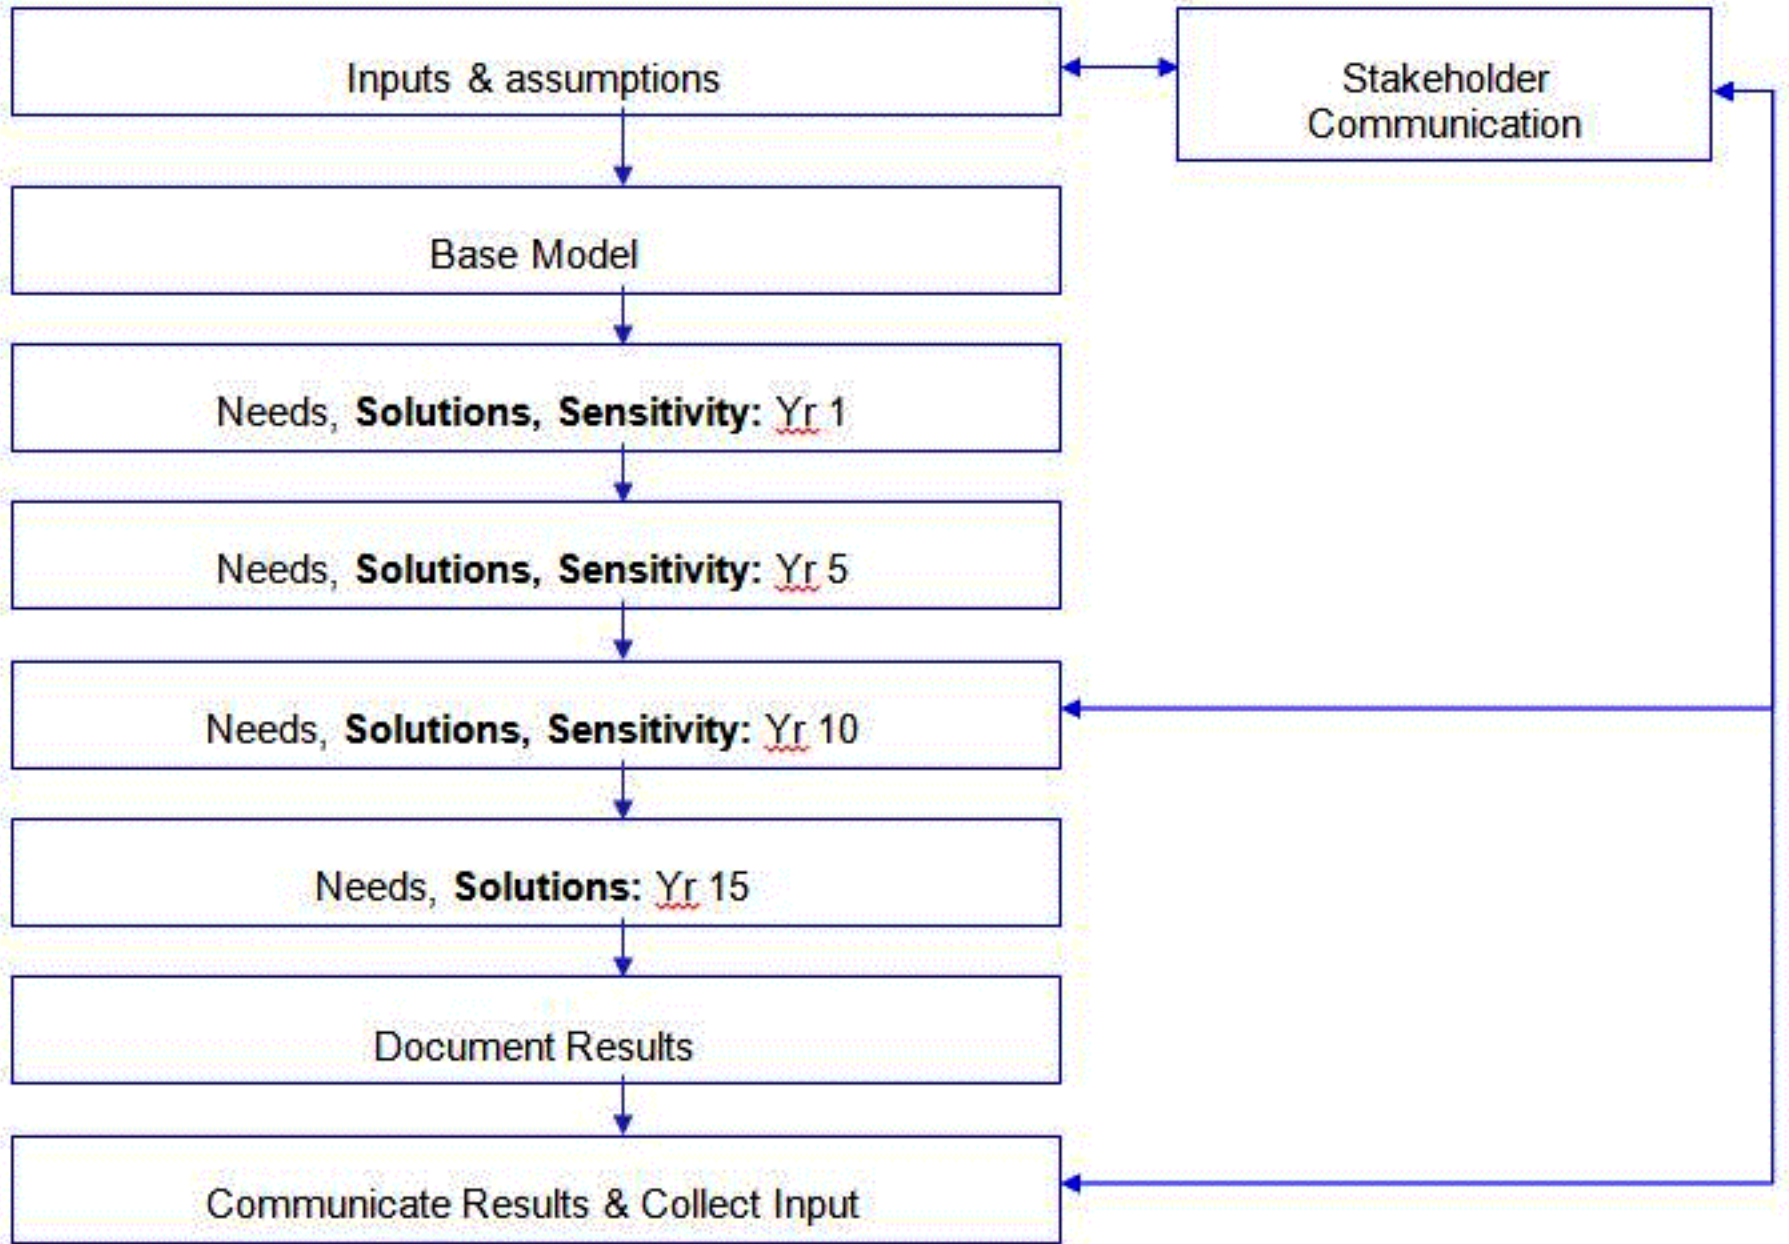 Inputs & assumptions
Stakeholder
Communication
Base Model
Needs, Solutions, Sensitivity: Yr 1
Needs, Solutions, Sensitivity: Yr 5
Needs, Solutions, Sensitivity: Yr 10
Needs, Solutions: Yr 15
Document Results
Communicate Results & Collect Input